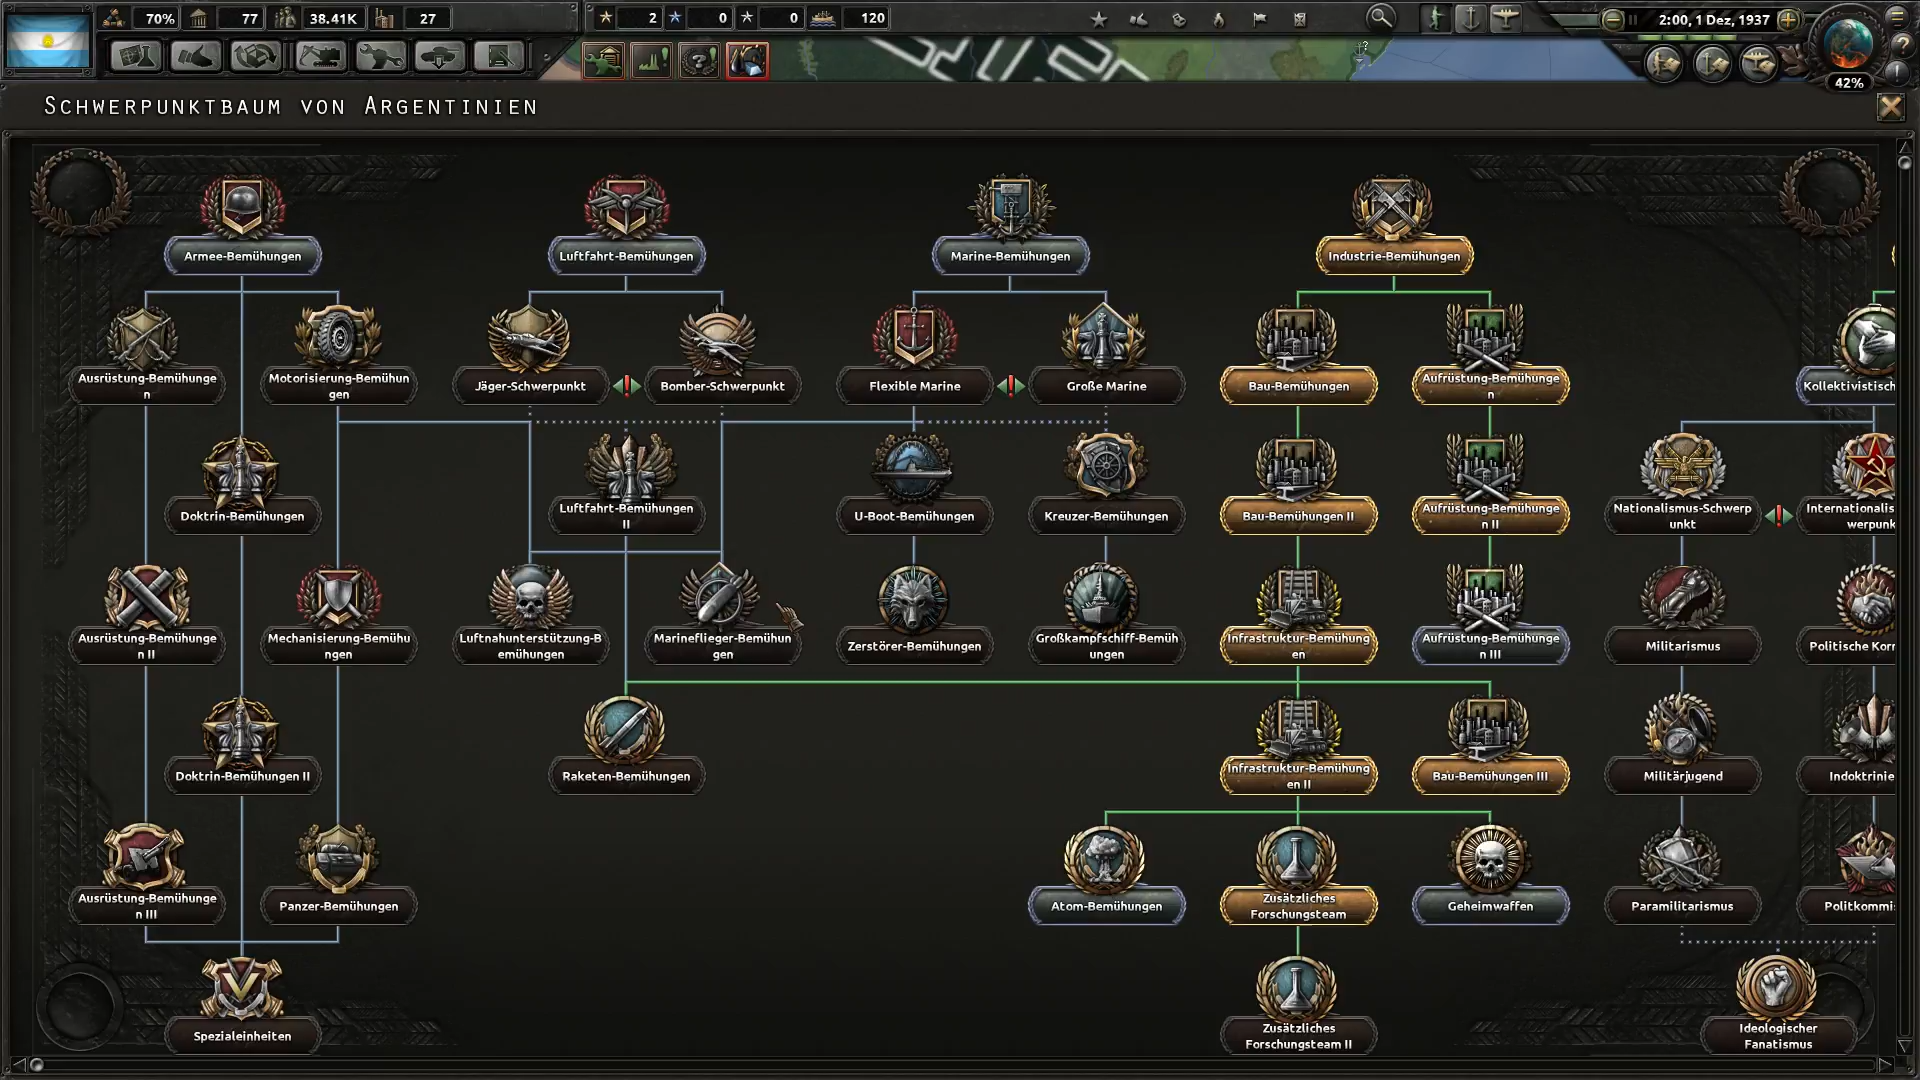 70% 77 38.41K 27 2 0 0 120 2:00, 1 Dez, 1937
42%
Schwerpunktbaum von Argentinien
Armee-Bemühungen
Luftfahrt-Bemühungen
Marine-Bemühungen
Industrie-Bemühungen
Ausrüstung-Bemühunge
n
Motorisierung-Bemühun
gen
Jäger-Schwerpunkt
Bomber-Schwerpunkt
Flexible Marine
Große Marine
Bau-Bemühungen
Aufrüstung-Bemühunge
n
Kollektivistisch
Doktrin-Bemühungen
Luftfahrt-Bemühungen
II
U-Boot-Bemühungen
Kreuzer-Bemühungen
Bau-Bemühungen II
Aufrüstung-Bemühunge
n II
Nationalismus-Schwerp
unkt
Internationalis
werpunk
Ausrüstung-Bemühunge
n II
Mechanisierung-Bemühu
ngen
Luftnahunterstützung-B
emühungen
Marineflieger-Bemühun
gen
Zerstörer-Bemühungen
Großkampfschiff-Bemüh
ungen
Infrastruktur-Bemühung
en
Aufrüstung-Bemühunge
n III
Militarismus
Politische Korr
Doktrin-Bemühungen II
Raketen-Bemühungen
Infrastruktur-Bemühung
en II
Bau-Bemühungen III
Militärjugend
Indoktrinie
Ausrüstung-Bemühunge
n III
Panzer-Bemühungen
Atom-Bemühungen
Zusätzliches
Forschungsteam
Geheimwaffen
Paramilitarismus
Politkommis
Spezialeinheiten
Zusätzliches
Forschungsteam II
Ideologischer
Fanatismus